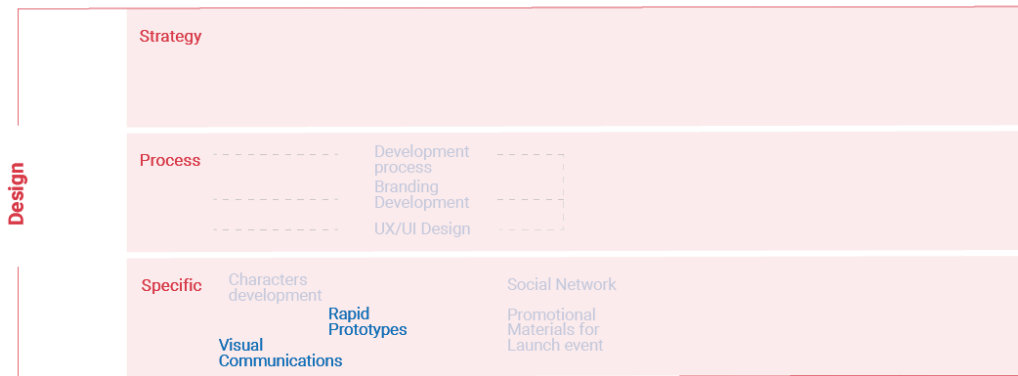 Design
Strategy
Process
Development
process
Branding
Development
UX/UI Design
Specific
Characters
development
Social Network
Rapid
Prototypes
Promotional
Materials for
Launch event
Visual
Communications